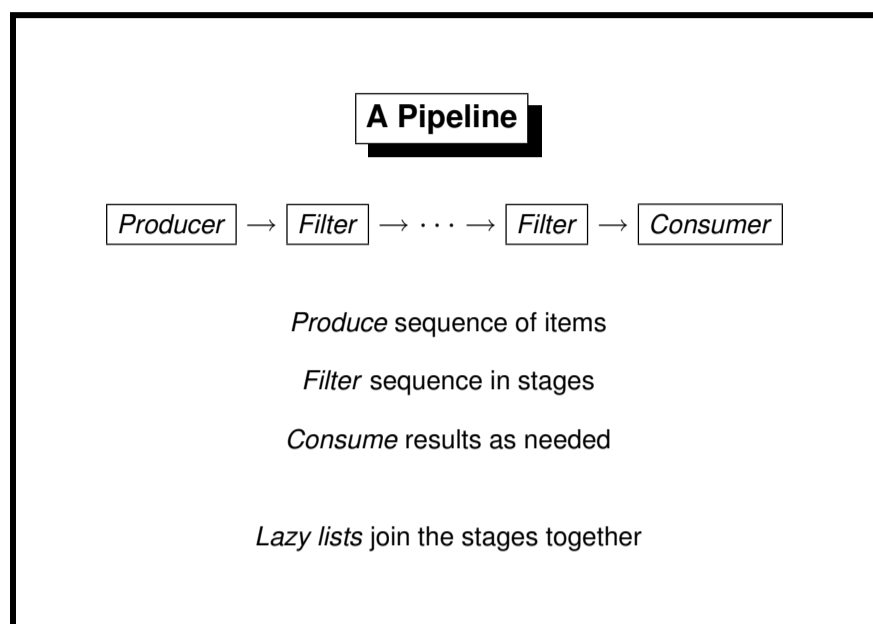 A Pipeline
Producer → Filter → · · · → Filter → Consumer
Produce sequence of items
Filter sequence in stages
Consume results as needed
Lazy lists join the stages together